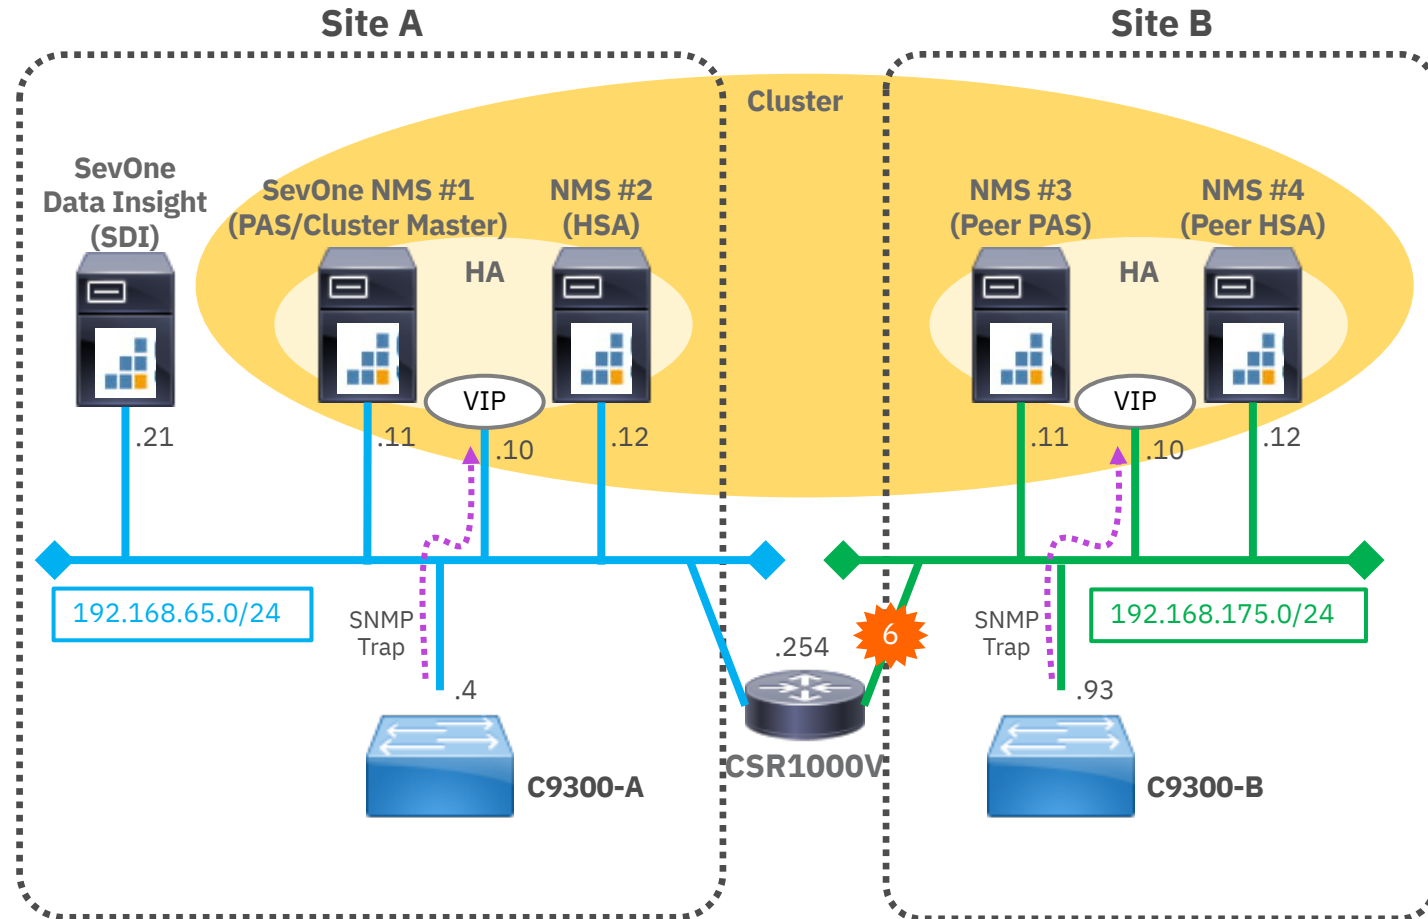 Site A
Site B
Cluster
SevOne
Data Insight
(SDI)
SevOne NMS #1
(PAS/Cluster Master)
NMS #2
(HSA)
NMS #3
(Peer PAS)
NMS #4
(Peer HSA)
HA
HA
VIP
VIP
.21
.11
.10
.12
.11
.10
.12
192.168.65.0/24
192.168.175.0/24
SNMP
Trap
SNMP
Trap
6
.254
.4
.93
CSR1000V
C9300-A
C9300-B